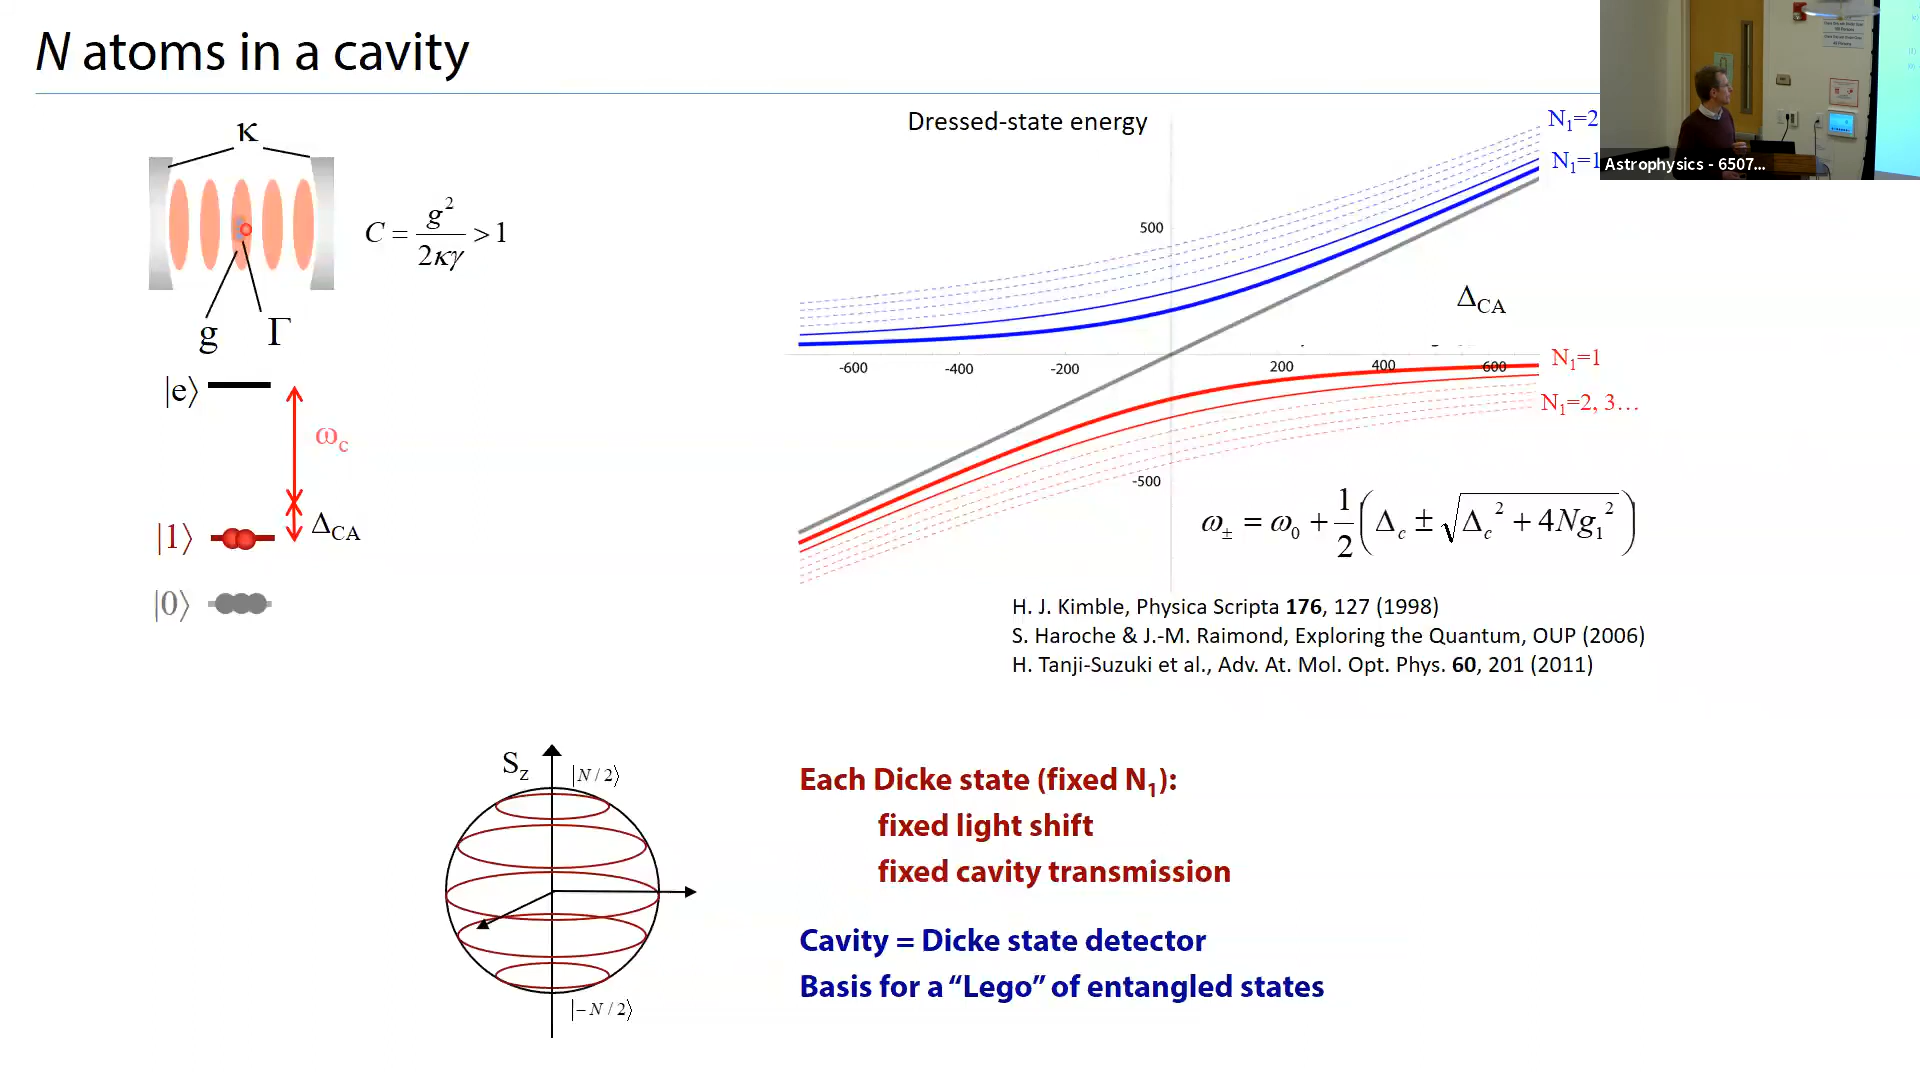 N atoms in a cavity
κ
C = g² / 2κγ > 1
g Γ
|e⟩
ω_c
|1⟩
Δ_CA
|0⟩
Dressed-state energy
N₁=2
N₁=1
500
Δ_CA
-600 -400 -200 200 400 600
N₁=1
N₁=2, 3…
-500
ω_± = ω₀ + 1/2 (Δ_c ± √(Δ_c² + 4Ng₁²))
H. J. Kimble, Physica Scripta 176, 127 (1998)
S. Haroche & J.-M. Raimond, Exploring the Quantum, OUP (2006)
H. Tanji-Suzuki et al., Adv. At. Mol. Opt. Phys. 60, 201 (2011)
S_z
|N/2⟩
|−N/2⟩
Each Dicke state (fixed N₁):
fixed light shift
fixed cavity transmission
Cavity = Dicke state detector
Basis for a “Lego” of entangled states
Astrophysics - 6507...